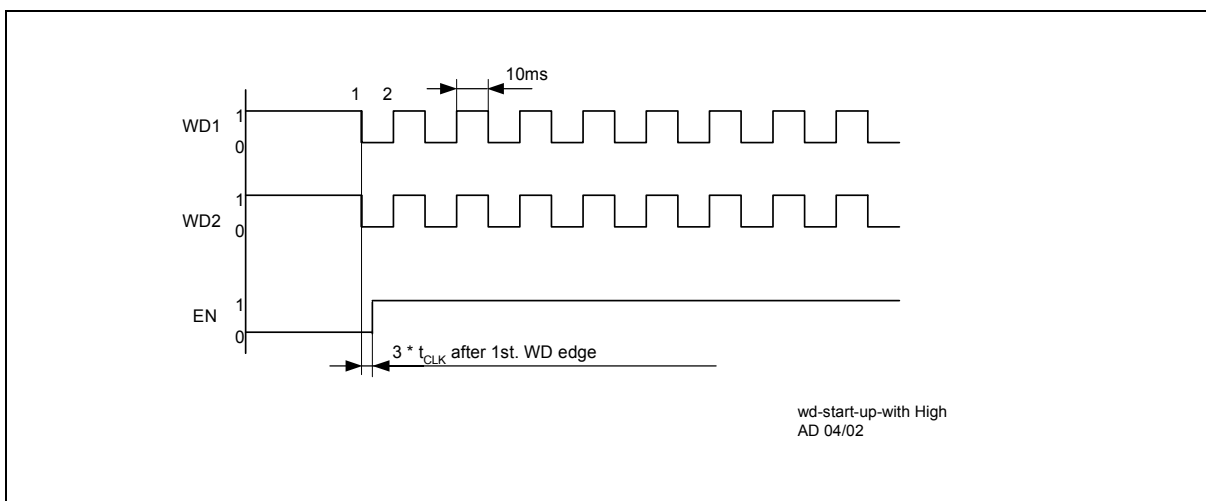 10ms
1 2
WD1
1
0
WD2
1
0
EN
1
0
3 * tCLK after 1st. WD edge
wd-start-up-with High
AD 04/02